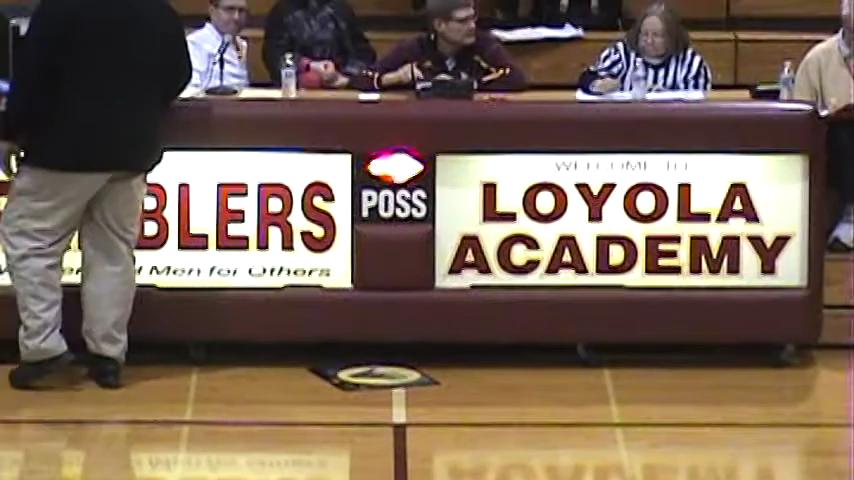 BLERS
Men for Others
POSS
WELCOME TO
LOYOLA
ACADEMY